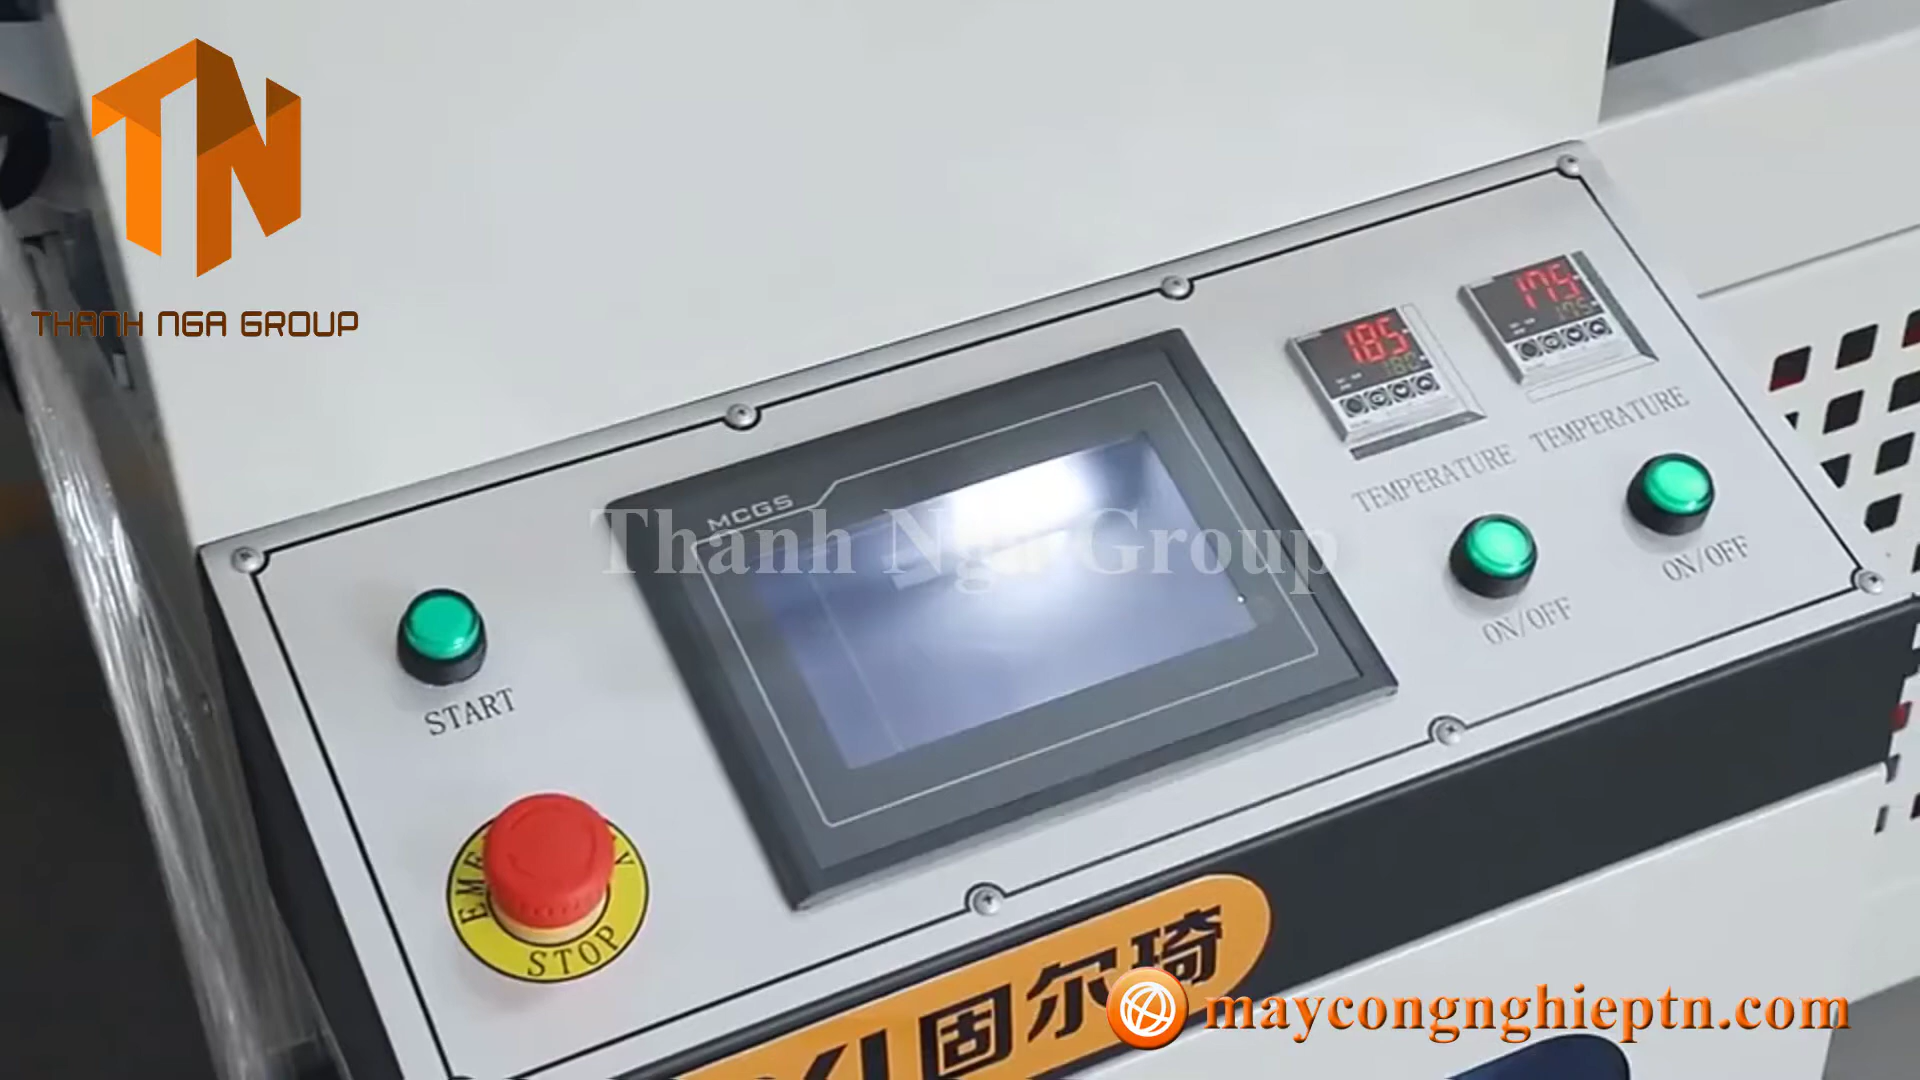 TN
THANH NGA GROUP
185
180
175
175
TEMPERATURE
TEMPERATURE
MCGS
Thanh Nga Group
ON/OFF
ON/OFF
START
STOP
固尔琦
maycongnghieptn.com